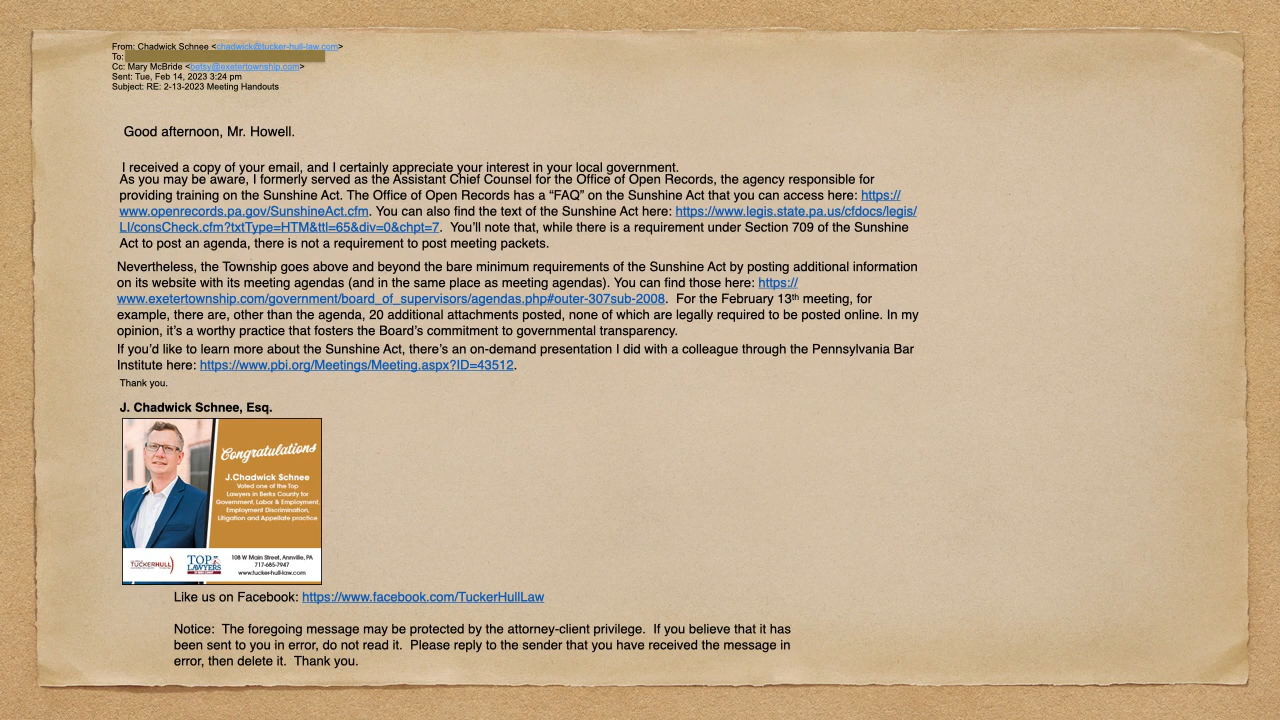 From: Chadwick Schnee <chadwick@tucker-hull-law.com>
To:
Cc: Mary McBride <betsy@exetertownship.com>
Sent: Tue, Feb 14, 2023 3:24 pm
Subject: RE: 2-13-2023 Meeting Handouts
Good afternoon, Mr. Howell.
I received a copy of your email, and I certainly appreciate your interest in your local government.
As you may be aware, I formerly served as the Assistant Chief Counsel for the Office of Open Records, the agency responsible for
providing training on the Sunshine Act. The Office of Open Records has a “FAQ” on the Sunshine Act that you can access here: https://
www.openrecords.pa.gov/SunshineAct.cfm. You can also find the text of the Sunshine Act here: https://www.legis.state.pa.us/cfdocs/legis/
LI/consCheck.cfm?txtType=HTM&ttl=65&div=0&chpt=7.  You’ll note that, while there is a requirement under Section 709 of the Sunshine
Act to post an agenda, there is not a requirement to post meeting packets.
Nevertheless, the Township goes above and beyond the bare minimum requirements of the Sunshine Act by posting additional information
on its website with its meeting agendas (and in the same place as meeting agendas). You can find those here: https://
www.exetertownship.com/government/board_of_supervisors/agendas.php#outer-307sub-2008.  For the February 13th meeting, for
example, there are, other than the agenda, 20 additional attachments posted, none of which are legally required to be posted online. In my
opinion, it’s a worthy practice that fosters the Board’s commitment to governmental transparency.
If you’d like to learn more about the Sunshine Act, there’s an on-demand presentation I did with a colleague through the Pennsylvania Bar
Institute here: https://www.pbi.org/Meetings/Meeting.aspx?ID=43512.
Thank you.
J. Chadwick Schnee, Esq.
Congratulations
J.Chadwick Schnee
Voted one of the Top
Lawyers in Berks County for
Government, Labor & Employment,
Employment Discrimination,
Litigation and Appellate practice
TUCKERHULL
TOP
LAWYERS
108 W Main Street, Annville, PA
717-685-7947
www.tucker-hull-law.com
Like us on Facebook: https://www.facebook.com/TuckerHullLaw
Notice:  The foregoing message may be protected by the attorney-client privilege.  If you believe that it has
been sent to you in error, do not read it.  Please reply to the sender that you have received the message in
error, then delete it.  Thank you.